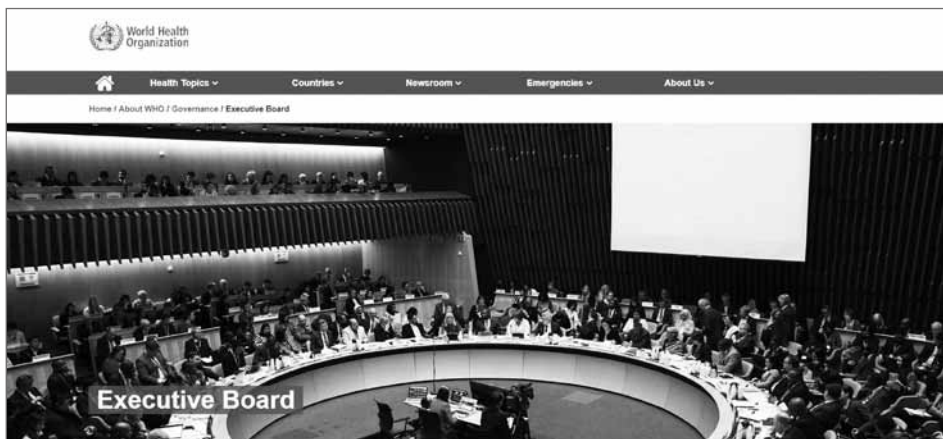 World Health
Organization
Health Topics Countries Newsroom Emergencies About Us
Home / About WHO / Governance / Executive Board
Executive Board